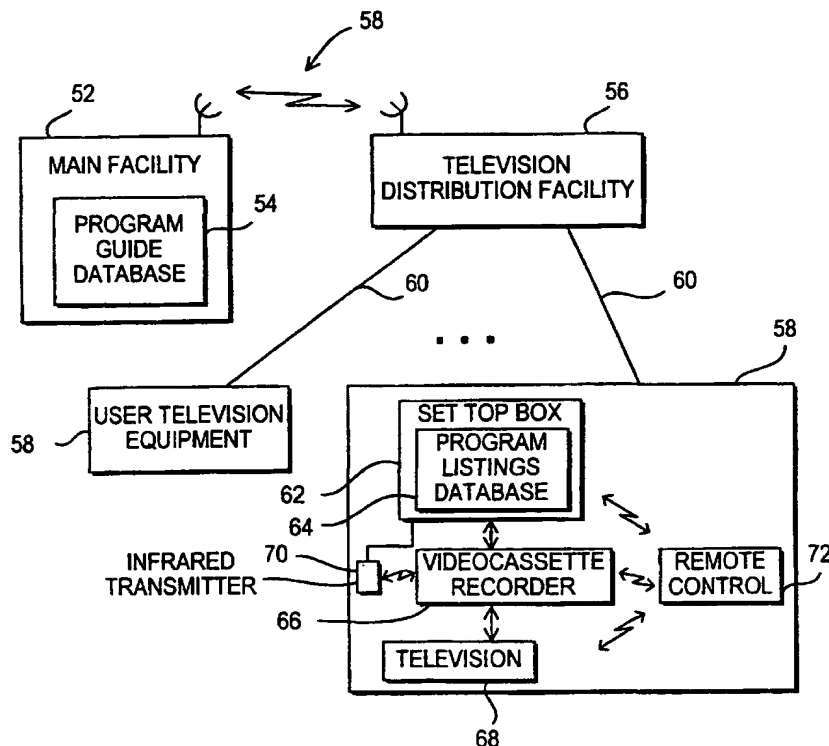 58
52
56
MAIN FACILITY
54
PROGRAM
GUIDE
DATABASE
TELEVISION
DISTRIBUTION FACILITY
60
60
58
USER TELEVISION
EQUIPMENT
58
SET TOP BOX
PROGRAM
LISTINGS
DATABASE
62
64
70
INFRARED
TRANSMITTER
VIDEOCASSETTE
RECORDER
66
REMOTE
CONTROL
72
TELEVISION
68